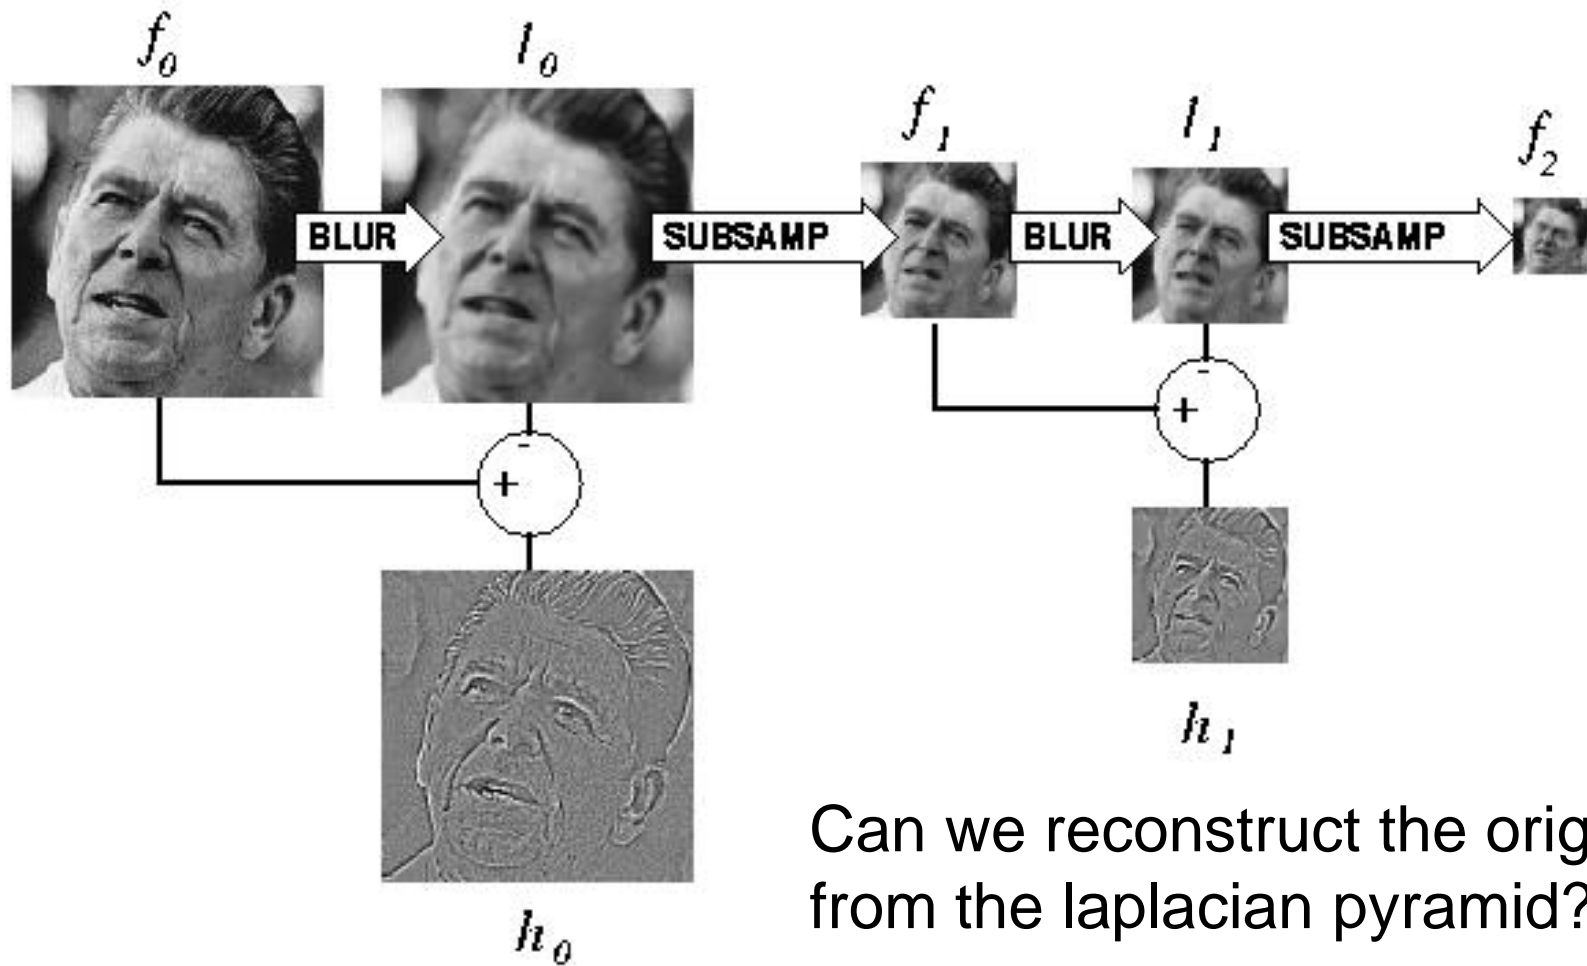 f₀
l₀
f₁
l₁
f₂
BLUR
SUBSAMP
BLUR
SUBSAMP
-
+
-
+
h₁
h₀
Can we reconstruct the orig
from the laplacian pyramid?